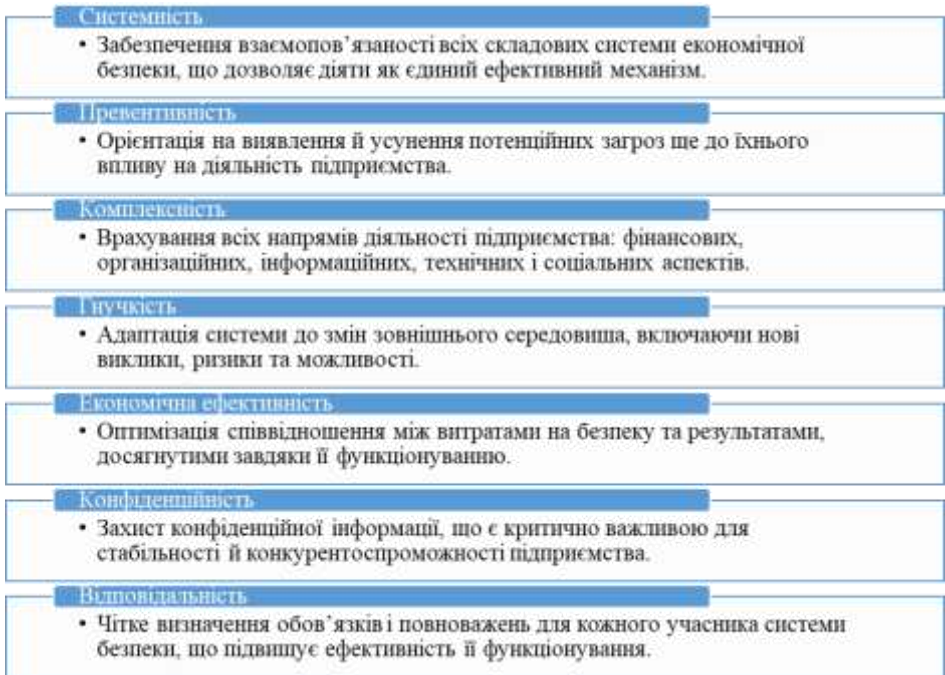 Системність
• Забезпечення взаємопов’язаності всіх складових системи економічної
безпеки, що дозволяє діяти як єдиний ефективний механізм.
Превентивність
• Орієнтація на виявлення й усунення потенційних загроз ще до їхнього
впливу на діяльність підприємства.
Комплексність
• Врахування всіх напрямів діяльності підприємства: фінансових,
організаційних, інформаційних, технічних і соціальних аспектів.
Гнучкість
• Адаптація системи до змін зовнішнього середовища, включаючи нові
виклики, ризики та можливості.
Економічна ефективність
• Оптимізація співвідношення між витратами на безпеку та результатами,
досягнутими завдяки її функціонуванню.
Конфіденційність
• Захист конфіденційної інформації, що є критично важливою для
стабільності й конкурентоспроможності підприємства.
Відповідальність
• Чітке визначення обов’язків і повноважень для кожного учасника системи
безпеки, що підвищує ефективність її функціонування.